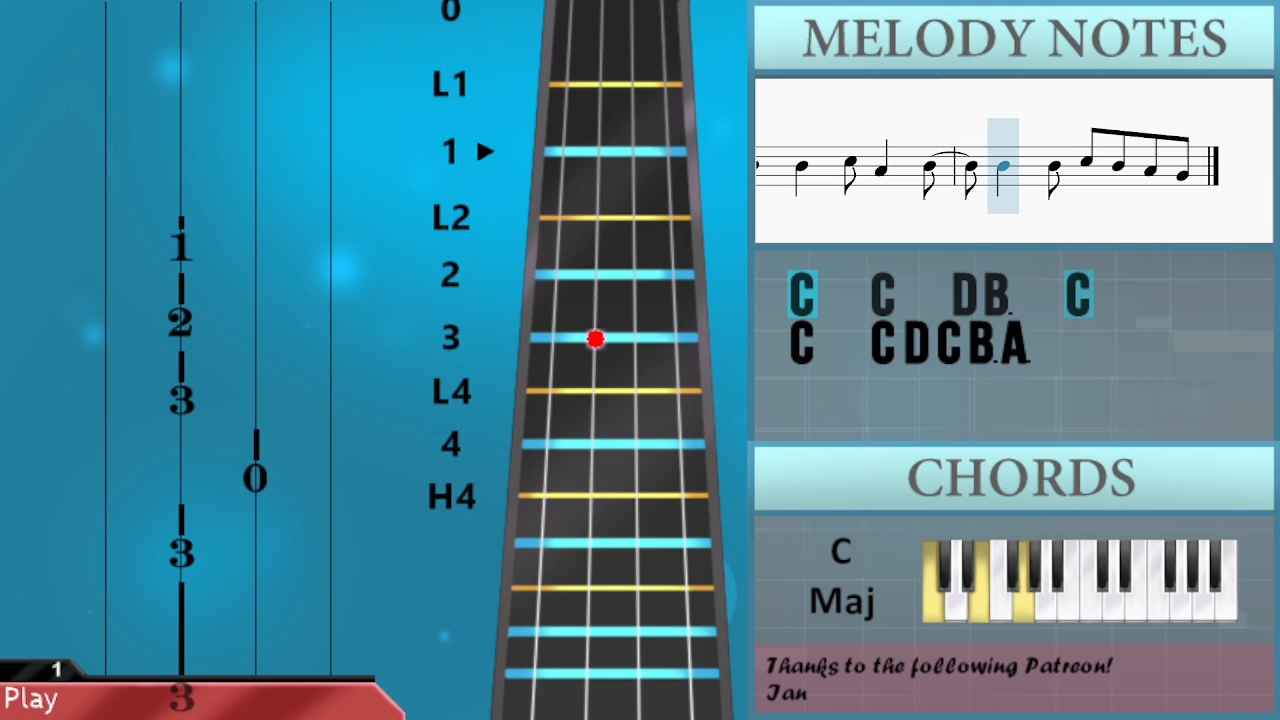 0
L1
1
L2
2
3
L4
4
H4
1
2
3
0
3
3
1
Play
MELODY NOTES
C C DB. C
C CDCB.A.
CHORDS
C
Maj
Thanks to the following Patreon!
Ian